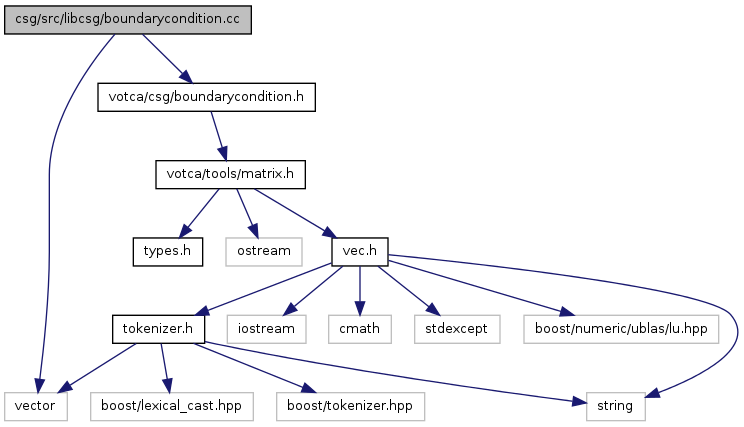 csg/src/libcsg/boundarycondition.cc
votca/csg/boundarycondition.h
votca/tools/matrix.h
types.h
ostream
vec.h
tokenizer.h
iostream
cmath
stdexcept
boost/numeric/ublas/lu.hpp
vector
boost/lexical_cast.hpp
boost/tokenizer.hpp
string